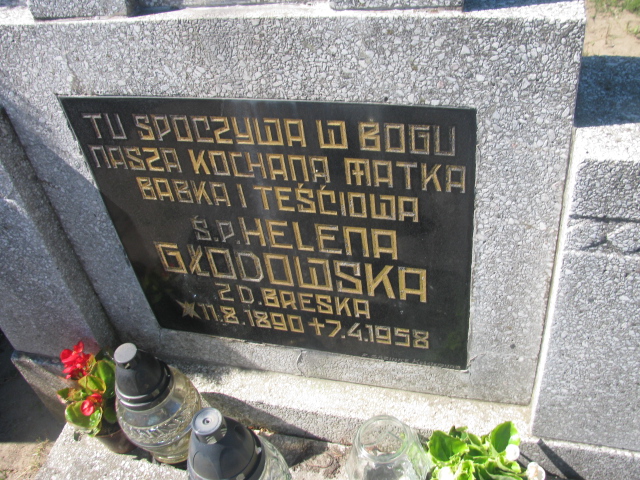 TU SPOCZYWA W BOGU
NASZA KOCHANA MATKA
BABKA I TEŚCIOWA
Ś.P. HELENA
GŁODOWSKA
Z D. BRESKA
*11.8.1890 +7.4.1958